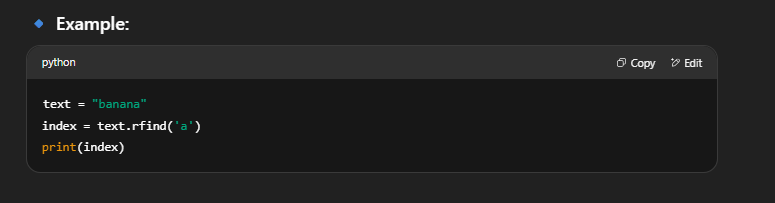 Example:
python
Copy Edit
text = "banana"
index = text.rfind('a')
print(index)